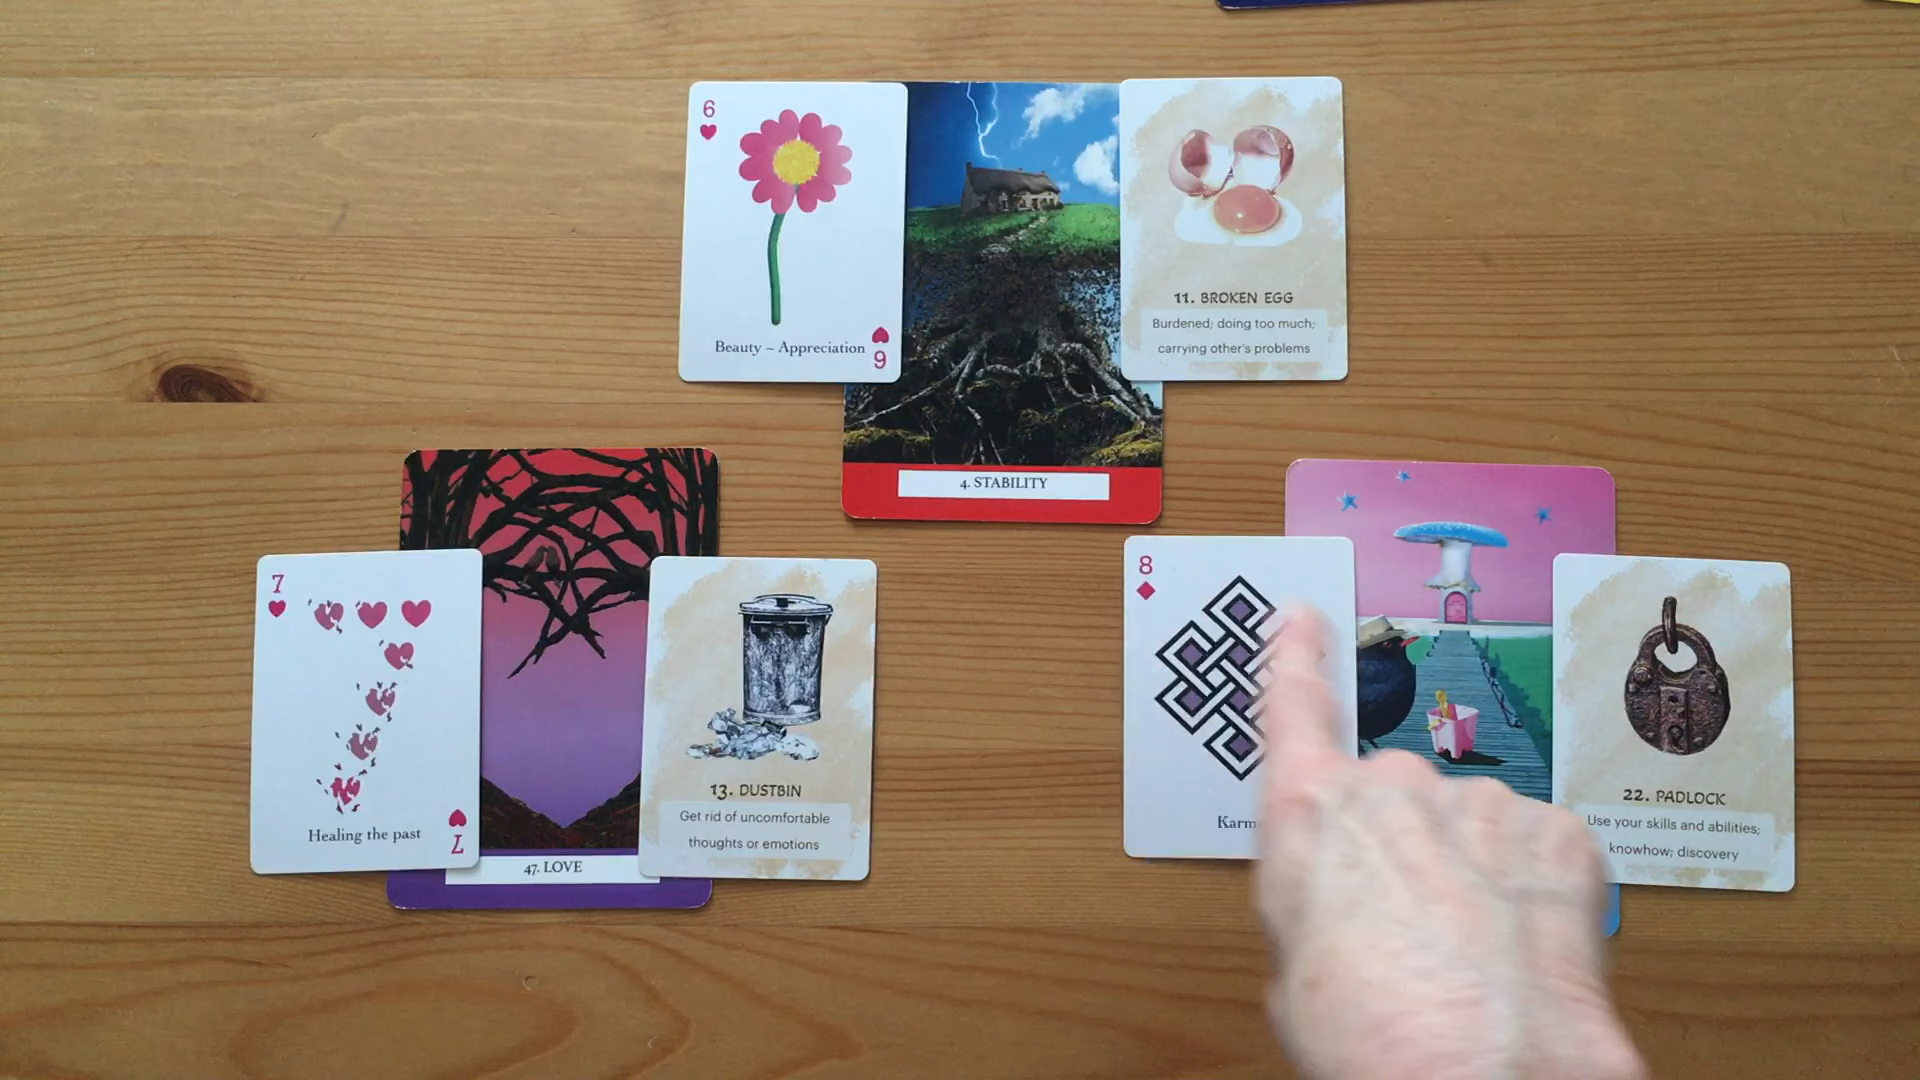 6
Beauty – Appreciation
6
11. BROKEN EGG
Burdened; doing too much;
carrying other's problems
4. STABILITY
7
Healing the past
7
47. LOVE
13. DUSTBIN
Get rid of uncomfortable
thoughts or emotions
8
22. PADLOCK
Use your skills and abilities;
knowhow; discovery